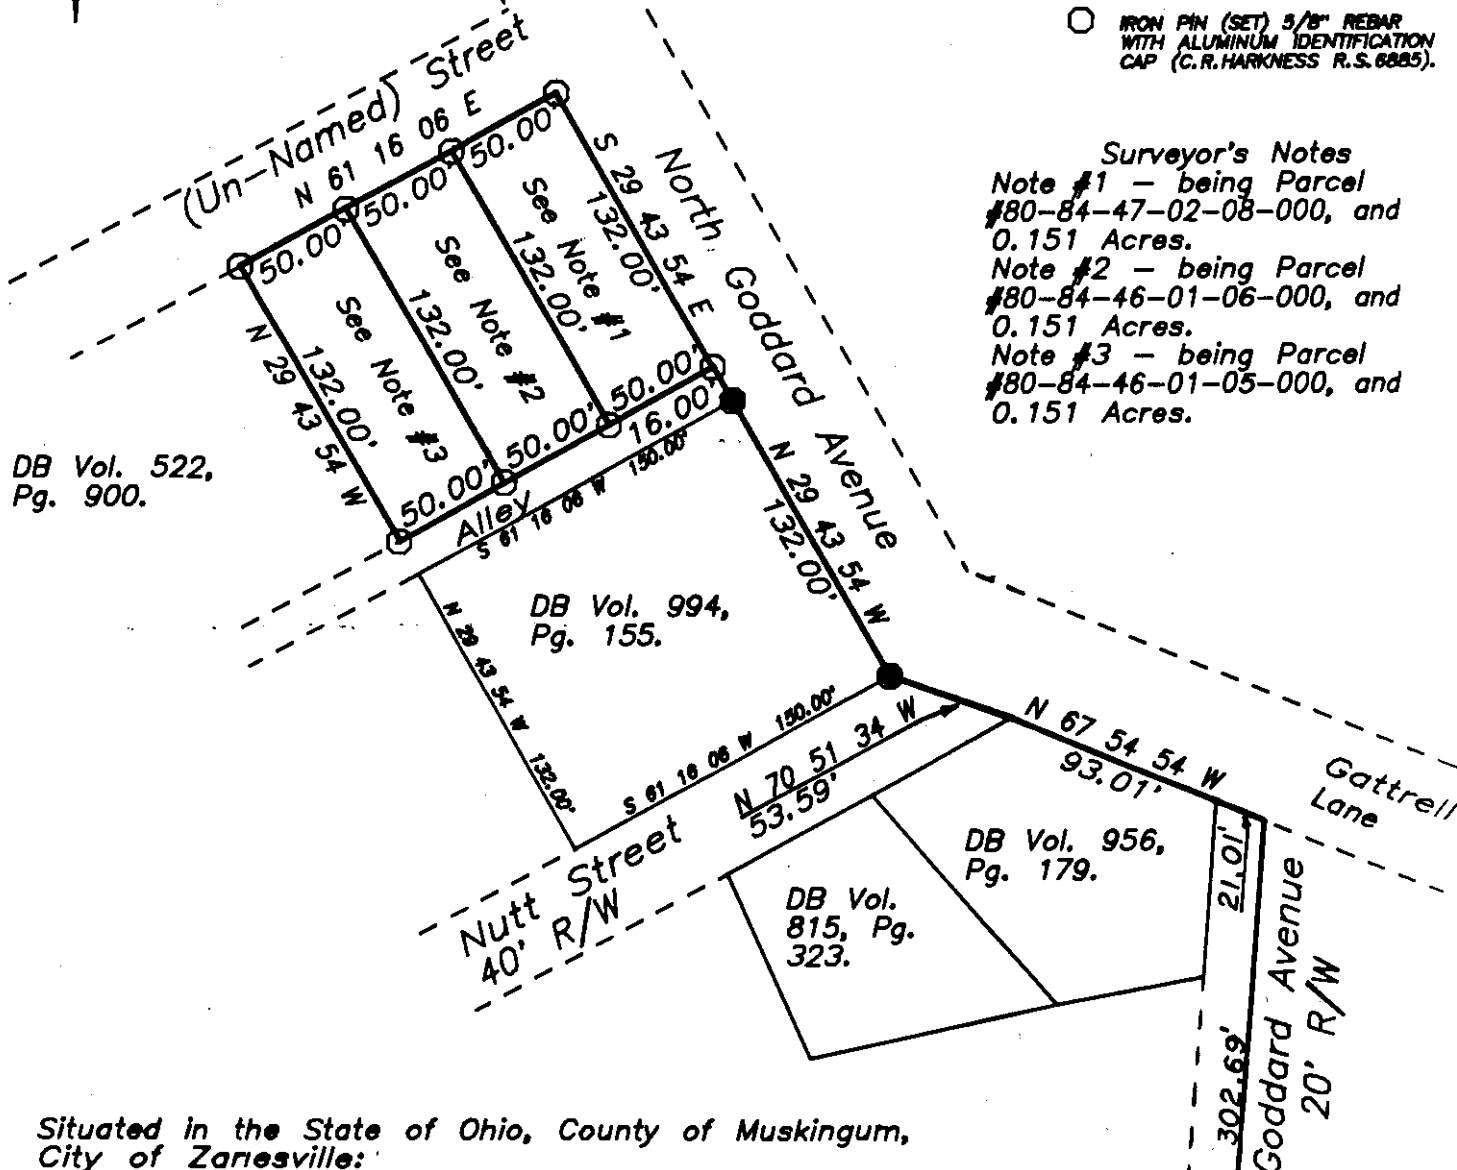 IRON PIN (SET) 5/8" REBAR
WITH ALUMINUM IDENTIFICATION
CAP (C.R.HARKNESS R.S.6885).
Surveyor's Notes
Note #1 - being Parcel
#80-84-47-02-08-000, and
0.151 Acres.
Note #2 - being Parcel
#80-84-46-01-06-000, and
0.151 Acres.
Note #3 - being Parcel
#80-84-46-01-05-000, and
0.151 Acres.
(Un-Named) Street
N 61 16 06 E
50.00'
50.00'
50.00'
S 29 43 54 E
132.00'
North Goddard Avenue
See Note #1
132.00'
See Note #2
132.00'
See Note #3
132.00'
N 29 43 54 W
50.00'
50.00'
50.00'
16.00'
Alley
S 61 16 06 W 150.00'
DB Vol. 522,
Pg. 900.
N 29 43 54 W
132.00'
DB Vol. 994,
Pg. 155.
N 29 43 54 W 132.00'
S 61 16 06 W 150.00'
N 70 51 34 W
53.59'
Nutt Street
40' R/W
N 67 54 54 W
93.01'
Gattrell
Lane
DB Vol. 956,
Pg. 179.
DB Vol.
815, Pg.
323.
21.01'
302.69'
Goddard Avenue
20' R/W
Situated in the State of Ohio, County of Muskingum,
City of Zanesville: